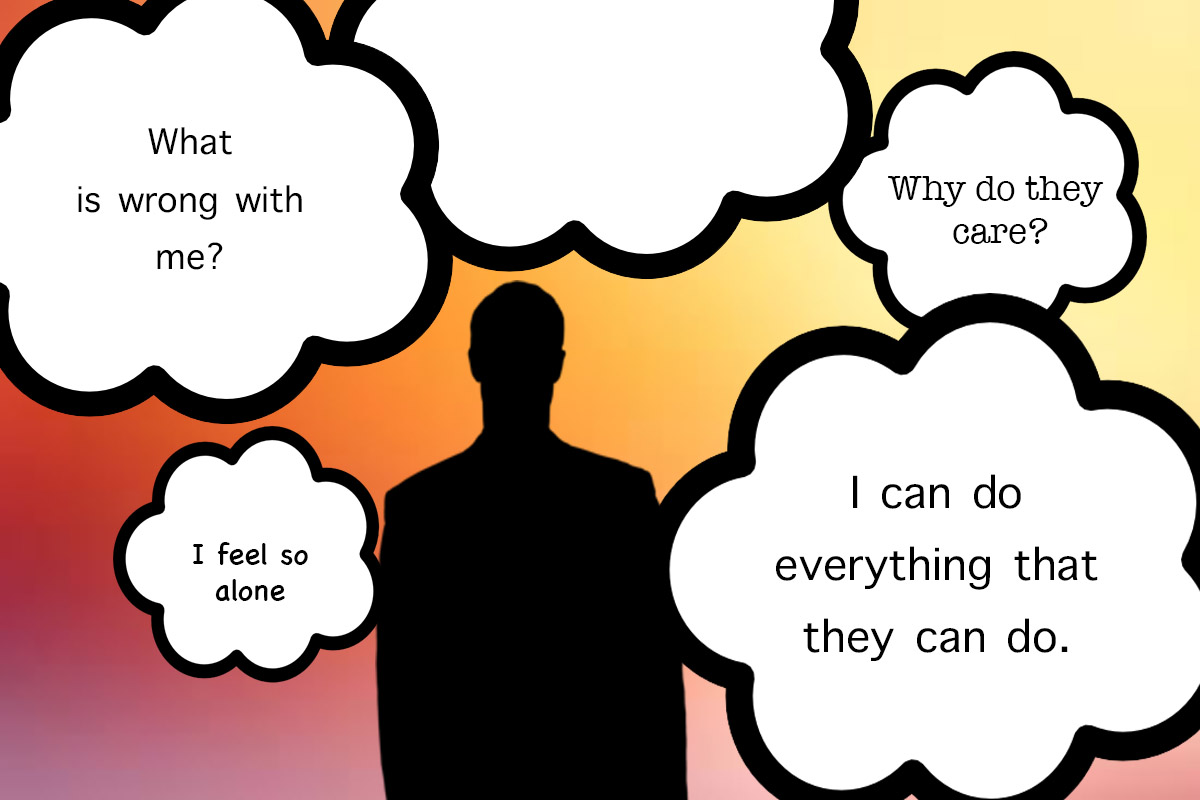 What
is wrong with
me?
Why do they
care?
I can do
everything that
they can do.
I feel so
alone